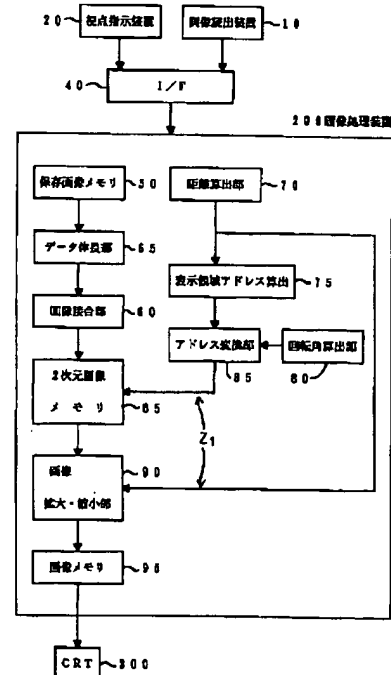 20 視点指示装置
画像読出装置 10
40 I/F
200画像処理装置
保存画像メモリ 50
距離算出部 70
データ伸長部 55
表示領域アドレス算出 75
画像接合部 60
アドレス変換部 85
回転角算出部 80
2次元画像
メモリ 65
Z1
画像
拡大・縮小部 90
画像メモリ 95
CRT 300